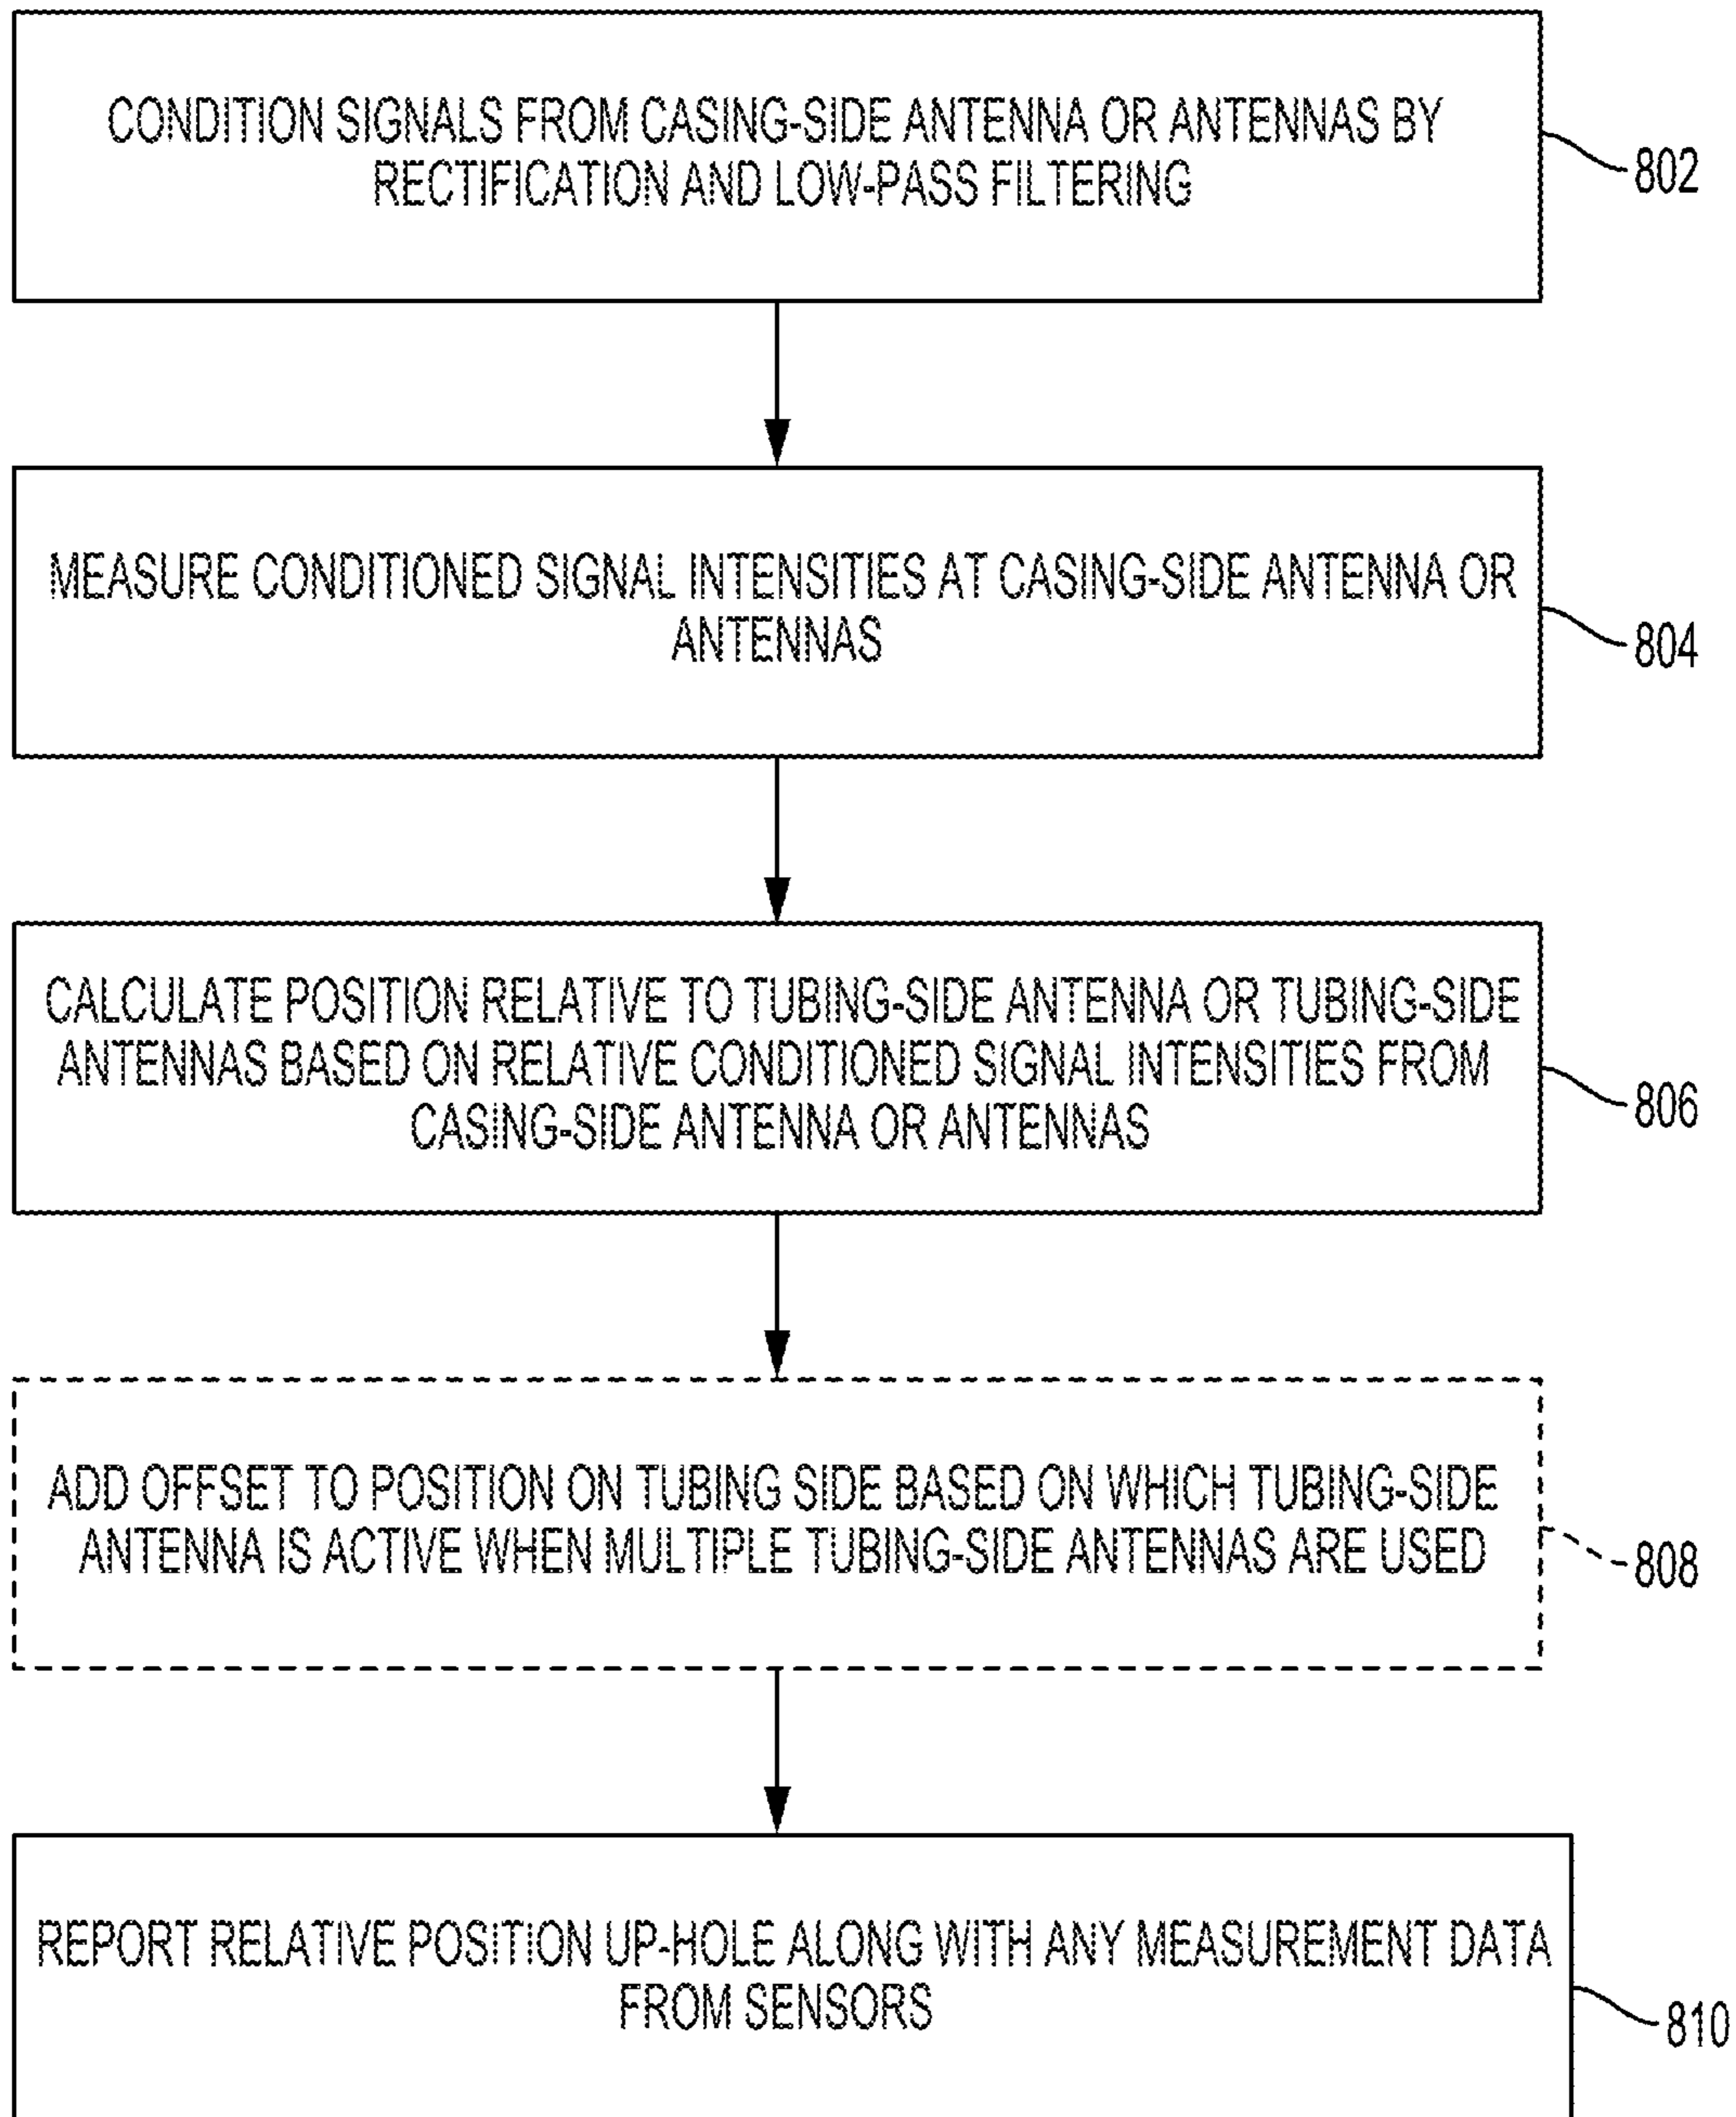 CONDITION SIGNALS FROM CASING-SIDE ANTENNA OR ANTENNAS BY
RECTIFICATION AND LOW-PASS FILTERING
802
MEASURE CONDITIONED SIGNAL INTENSITIES AT CASING-SIDE ANTENNA OR
ANTENNAS
804
CALCULATE POSITION RELATIVE TO TUBING-SIDE ANTENNA OR TUBING-SIDE
ANTENNAS BASED ON RELATIVE CONDITIONED SIGNAL INTENSITIES FROM
CASING-SIDE ANTENNA OR ANTENNAS
806
ADD OFFSET TO POSITION ON TUBING SIDE BASED ON WHICH TUBING-SIDE
ANTENNA IS ACTIVE WHEN MULTIPLE TUBING-SIDE ANTENNAS ARE USED
808
REPORT RELATIVE POSITION UP-HOLE ALONG WITH ANY MEASUREMENT DATA
FROM SENSORS
810